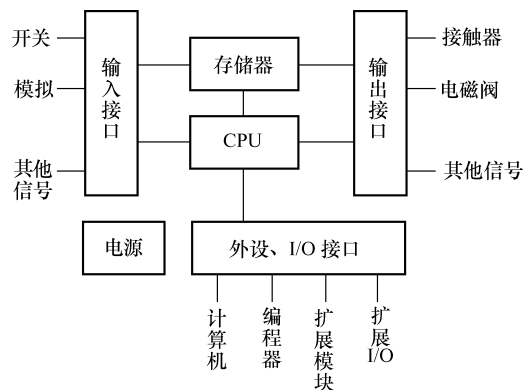 开关
模拟
其他
信号
输入接口
存储器
CPU
输出接口
接触器
电磁阀
其他信号
电源
外设、I/O 接口
计算机
编程器
扩展模块
扩展
I/O